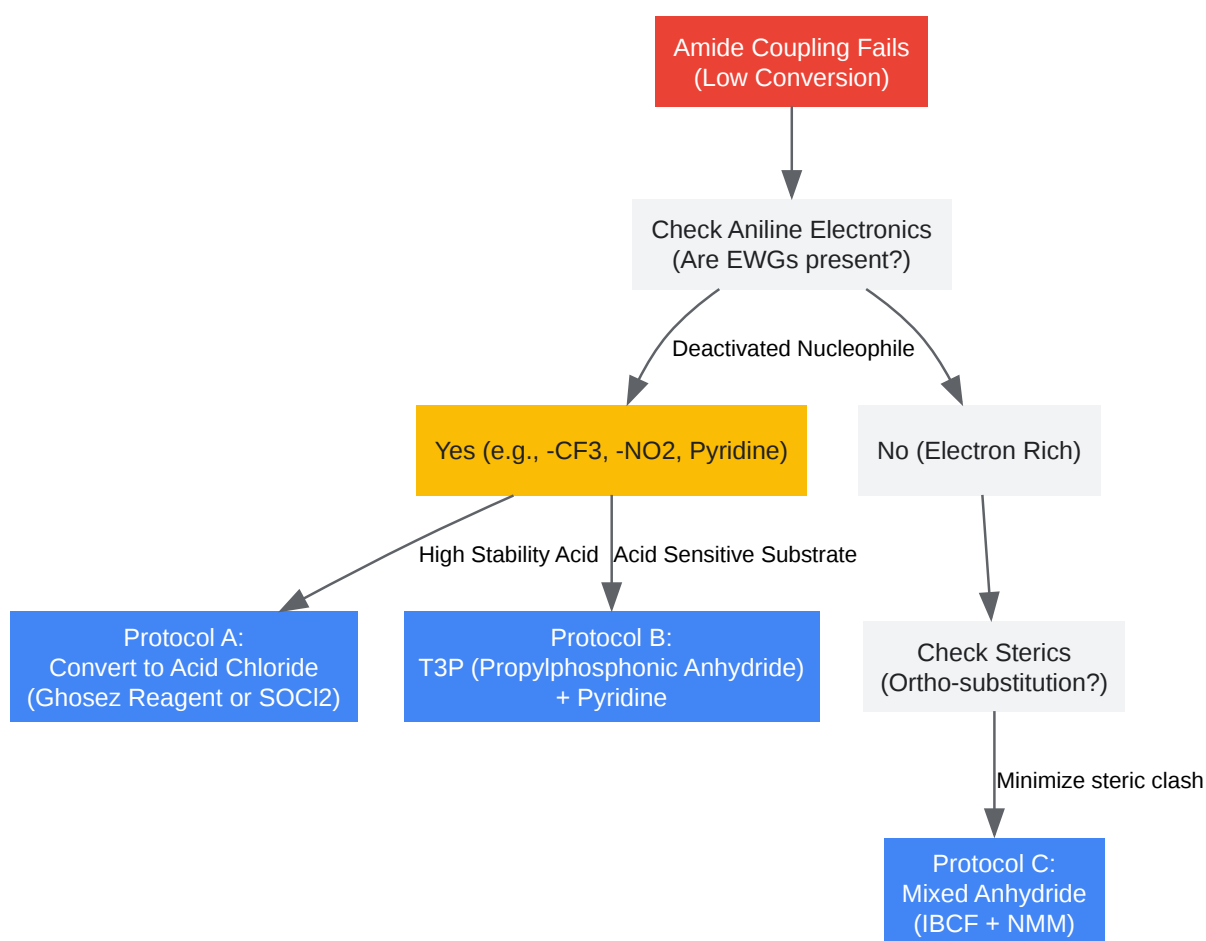 Amide Coupling Fails
(Low Conversion)
Check Aniline Electronics
(Are EWGs present?)
Deactivated Nucleophile
Yes (e.g., -CF3, -NO2, Pyridine)
No (Electron Rich)
High Stability Acid
Acid Sensitive Substrate
Protocol A:
Convert to Acid Chloride
(Ghosez Reagent or SOCl2)
Protocol B:
T3P (Propylphosphonic Anhydride)
+ Pyridine
Check Sterics
(Ortho-substitution?)
Minimize steric clash
Protocol C:
Mixed Anhydride
(IBCF + NMM)